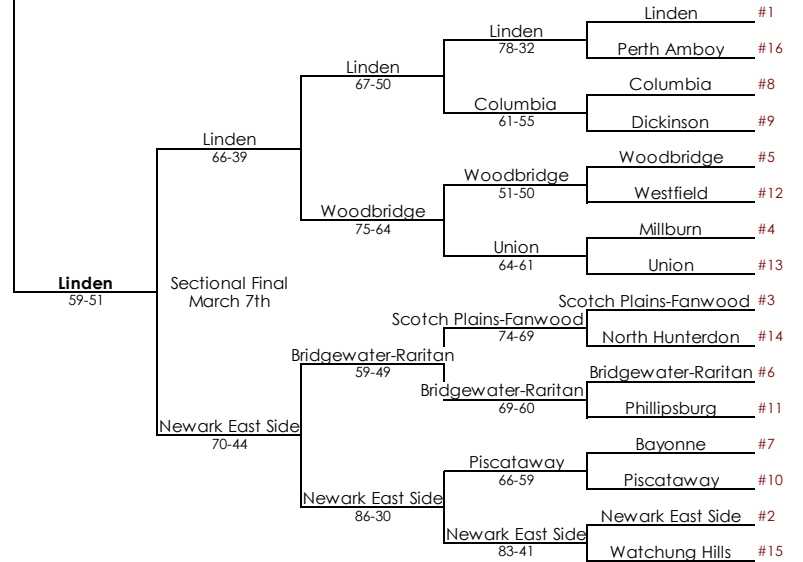 Linden #1
Linden
78-32
Perth Amboy #16
Linden
67-50
Columbia #8
Columbia
61-55
Dickinson #9
Linden
66-39
Woodbridge #5
Woodbridge
51-50
Westfield #12
Woodbridge
75-64
Millburn #4
Union
64-61
Union #13
Linden
59-51
Sectional Final
March 7th
Scotch Plains-Fanwood #3
Scotch Plains-Fanwood
74-69
North Hunterdon #14
Bridgewater-Raritan
59-49
Bridgewater-Raritan #6
Bridgewater-Raritan
69-60
Phillipsburg #11
Newark East Side
70-44
Bayonne #7
Piscataway
66-59
Piscataway #10
Newark East Side
86-30
Newark East Side #2
Newark East Side
83-41
Watchung Hills #15